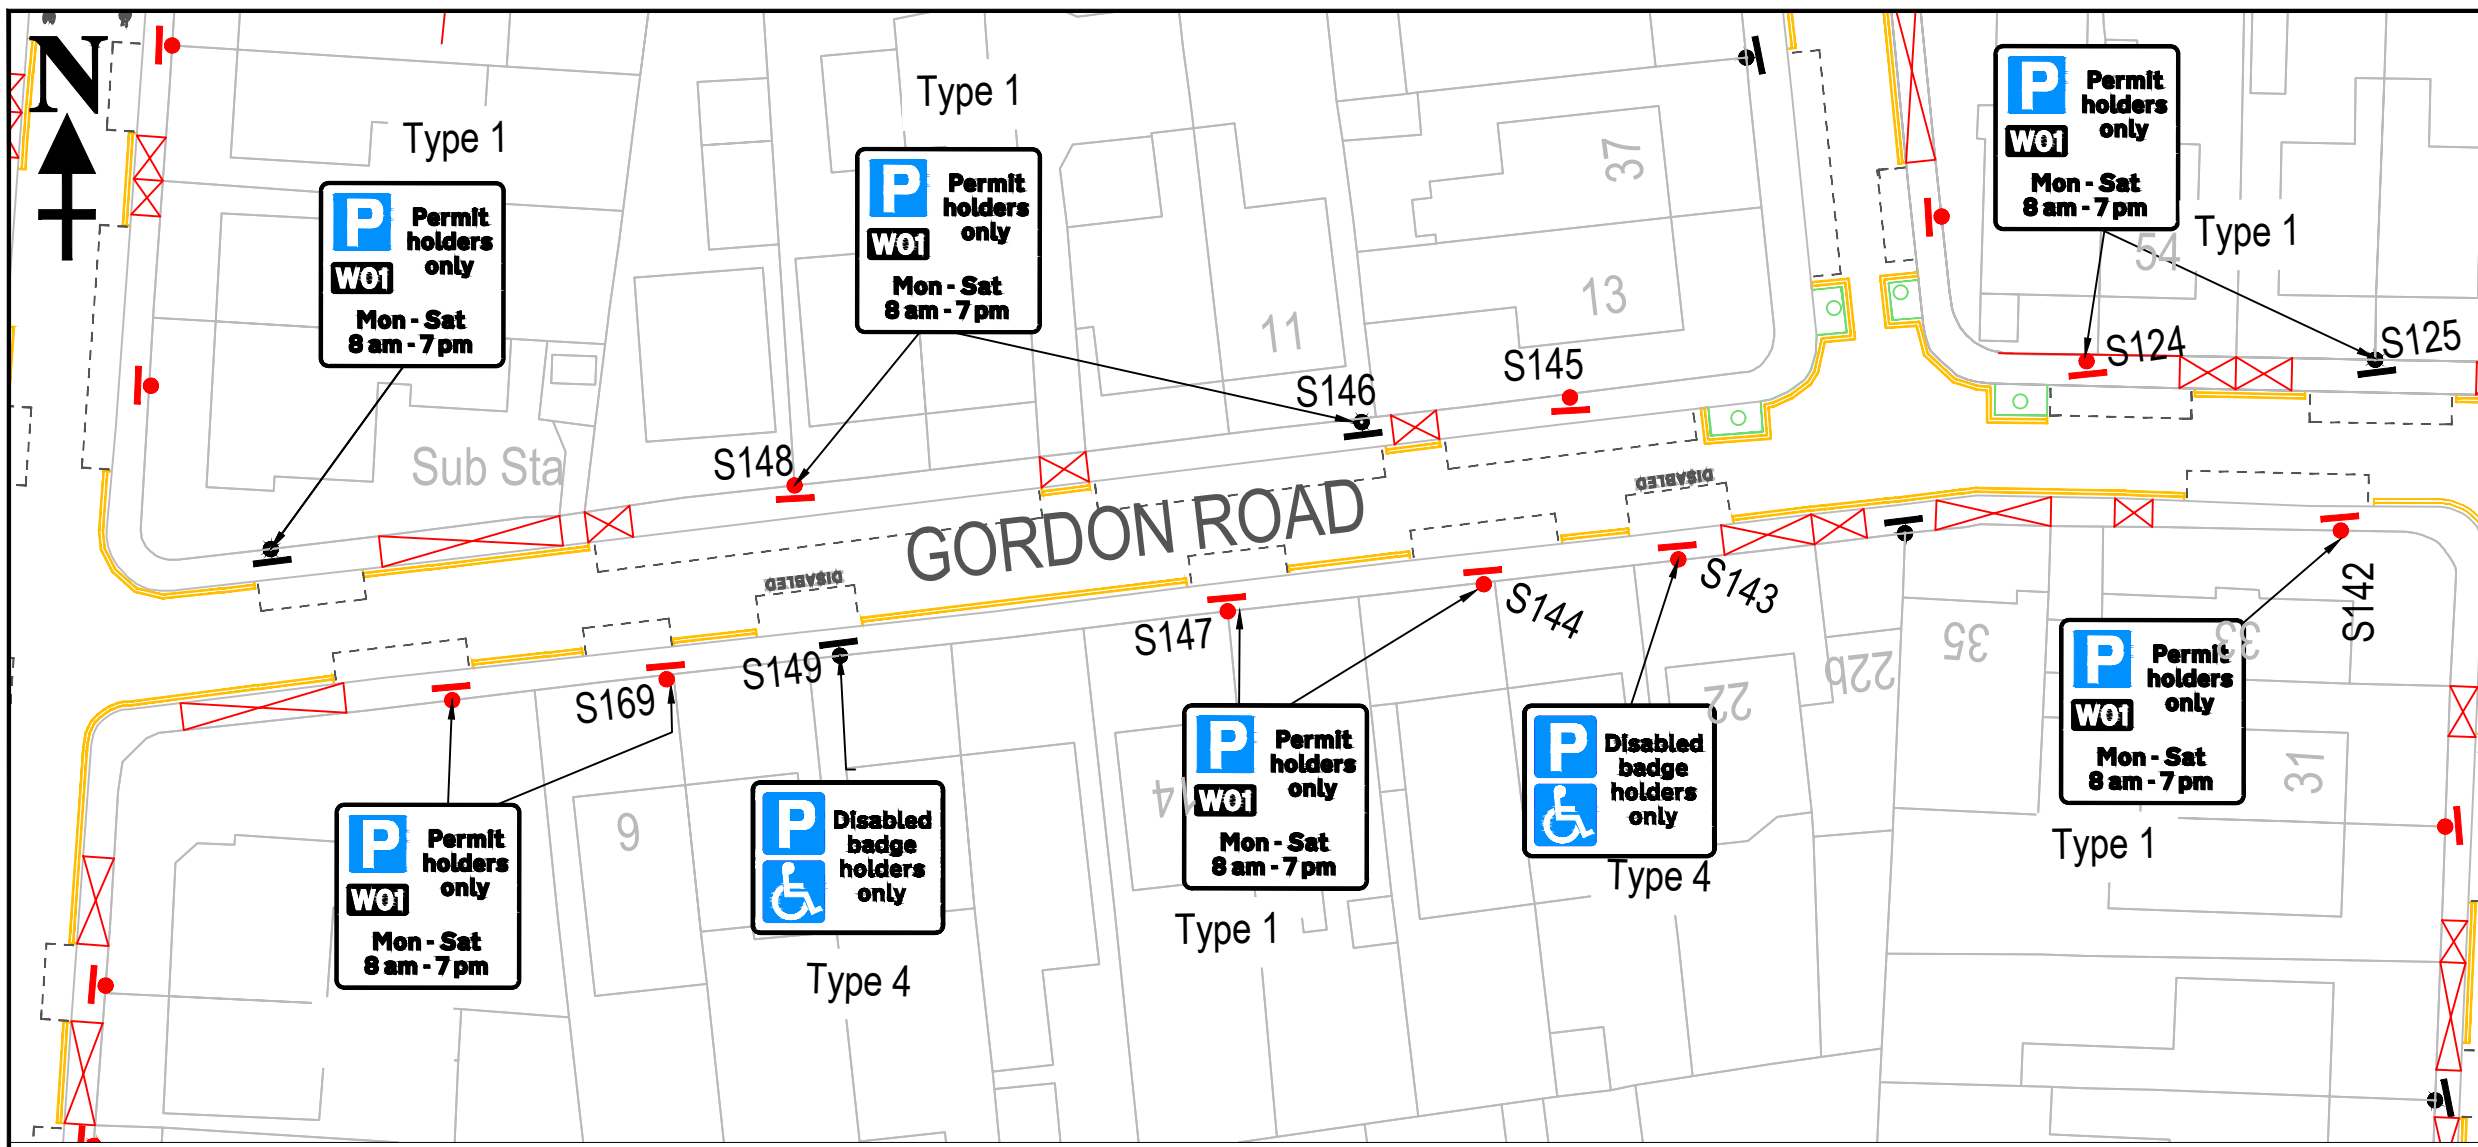 N
Type 1
P Permit
holders
only
W01
Mon - Sat
8 am - 7 pm
Type 1
P Permit
holders
only
W01
Mon - Sat
8 am - 7 pm
P Permit
holders
only
W01
Mon - Sat
8 am - 7 pm
Type 1
54
37
13
11
Sub Sta
S148
S146
S145
S124
S125
GORDON ROAD
DISABLED
DISABLED
S169
S149
S147
S144
S143
S142
P Permit
holders
only
W01
Mon - Sat
8 am - 7 pm
9
P Disabled
badge
holders
only
Type 4
14
P Permit
holders
only
W01
Mon - Sat
8 am - 7 pm
Type 1
P Disabled
badge
holders
only
Type 4
22
22b
35
33
P Permit
holders
only
W01
Mon - Sat
8 am - 7 pm
Type 1
31